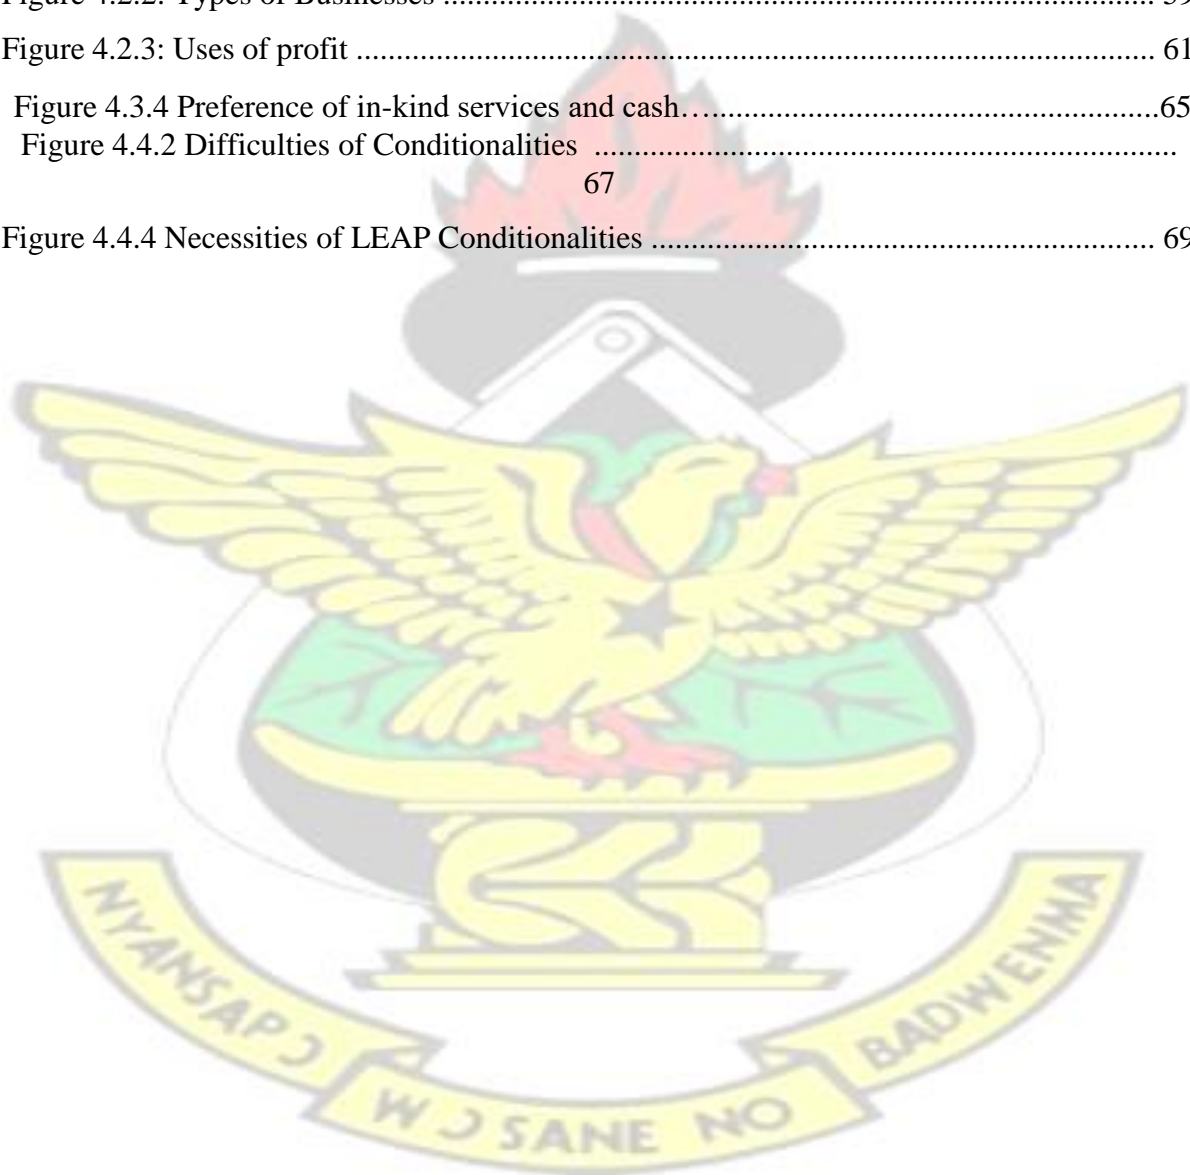 Figure 4.2.2: Types of Businesses .......................................................................................... 59
Figure 4.2.3: Uses of profit ..................................................................................................... 61
Figure 4.3.4 Preference of in-kind services and cash….........................................................65
Figure 4.4.2 Difficulties of Conditionalities ..........................................................................
67
Figure 4.4.4 Necessities of LEAP Conditionalities ................................................................ 69
NYANSAPƆ
WƆSANE NO
BADWENMA